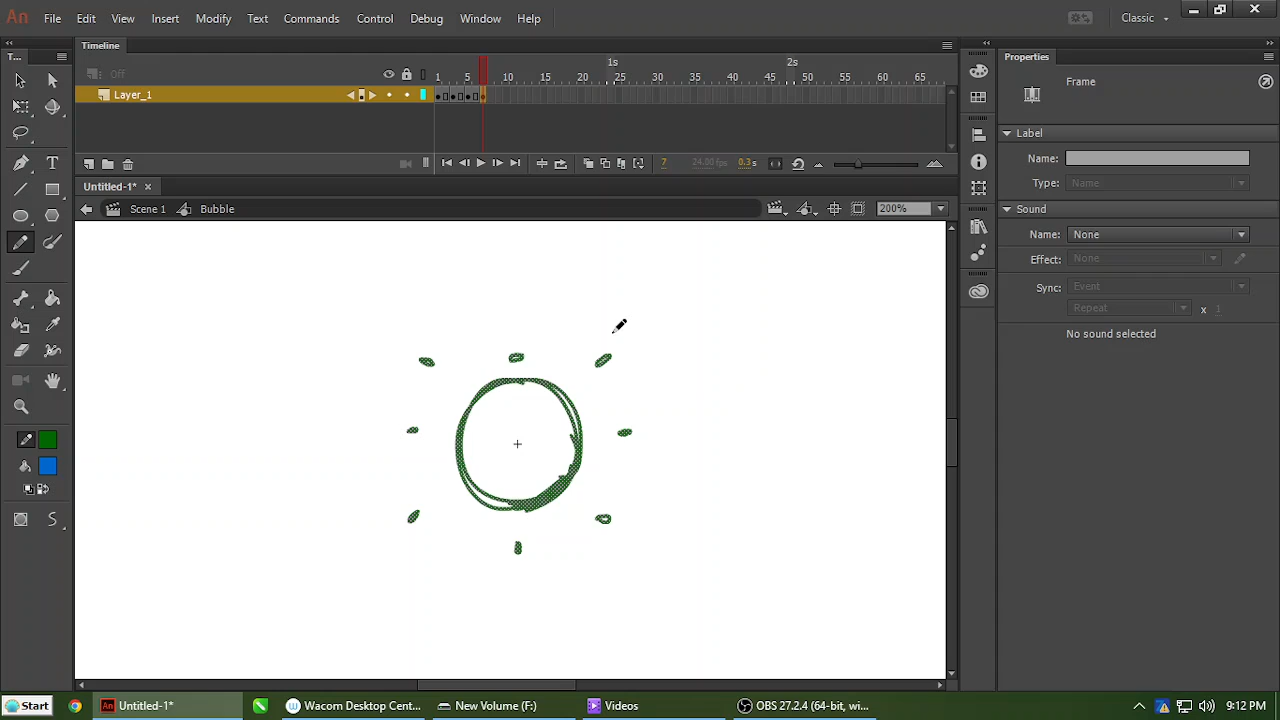 An File Edit View Insert Modify Text Commands Control Debug Window Help Classic
T... Timeline Properties
Off 1s 2s
1 5 10 15 20 25 30 35 40 45 50 55 60 65
Frame
Layer_1
Label
Name:
Type: Name
7 24.00 fps 0.3s
Untitled-1*
Scene 1 Bubble 200%
Sound
Name: None
Effect: None
Sync: Event
Repeat x 1
No sound selected
Start An Untitled-1* Wacom Desktop Cen... New Volume (F:) Videos OBS 27.2.4 (64-bit, wi... 9:12 PM